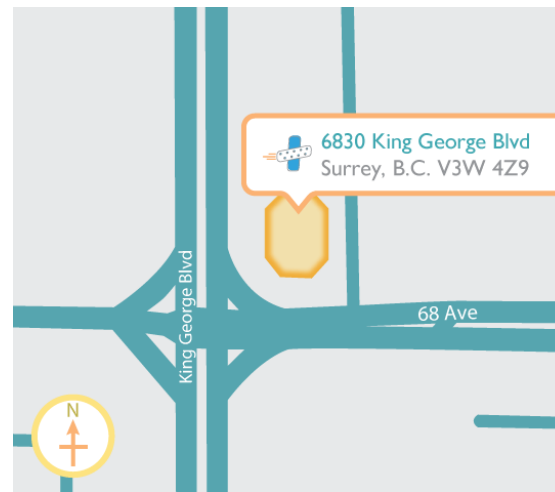 6830 King George Blvd
Surrey, B.C. V3W 4Z9
King George Blvd
68 Ave
N